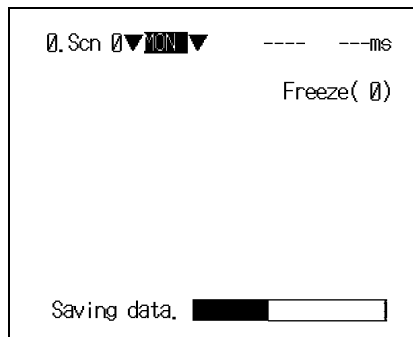 0.Scn 0▼MON ▼ ---- ---ms
Freeze( 0)
Saving data.